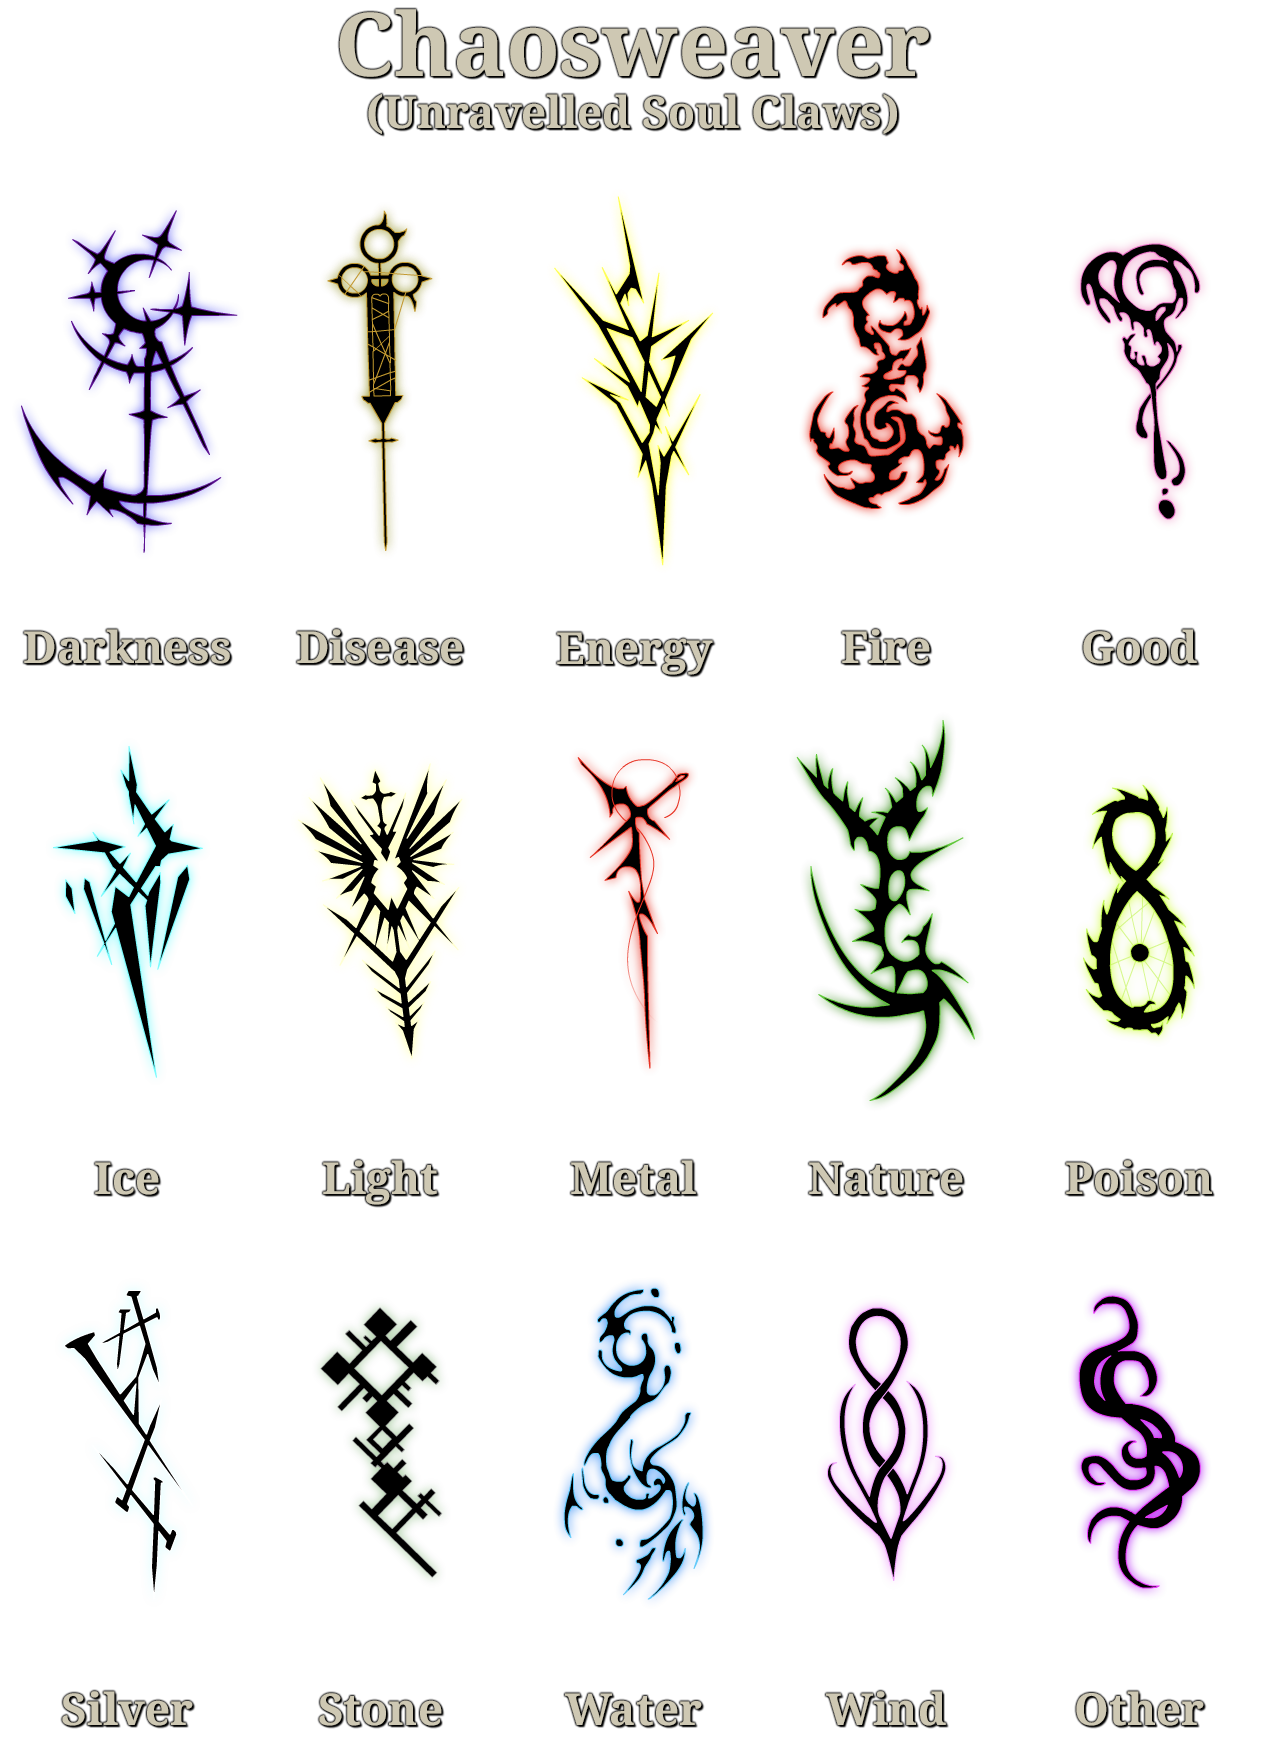 Chaosweaver
(Unravelled Soul Claws)
Darkness Disease Energy Fire Good
Ice Light Metal Nature Poison
Silver Stone Water Wind Other